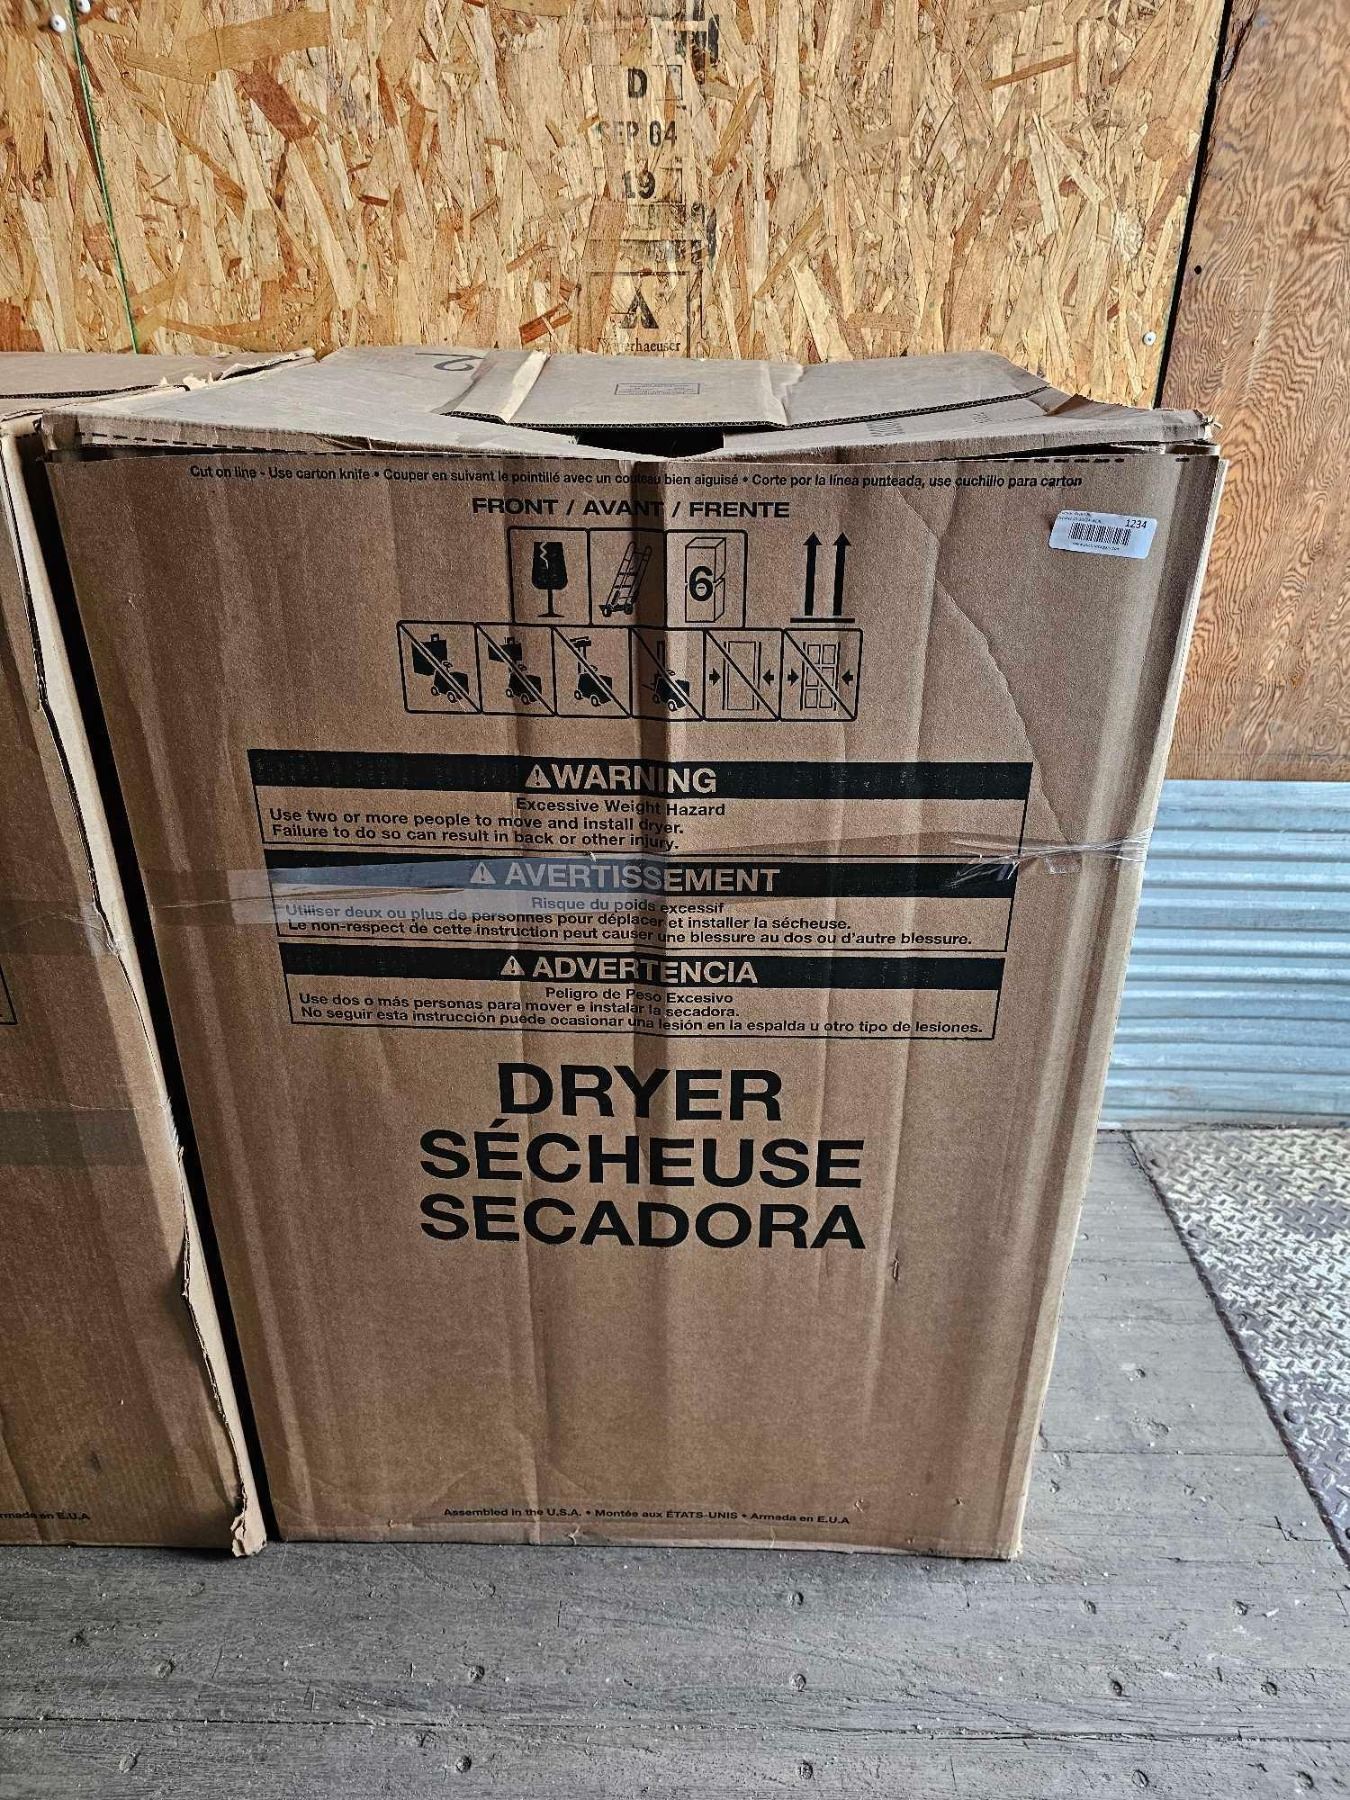 D
SEP 04
19
Cut on line - Use carton knife • Couper en suivant le pointillé avec un couteau bien aiguisé • Corte por la línea punteada, use cuchillo para carton
FRONT / AVANT / FRENTE
1234
6
WARNING
Excessive Weight Hazard
Use two or more people to move and install dryer.
Failure to do so can result in back or other injury.
AVERTISSEMENT
Risque du poids excessif
Utiliser deux ou plus de personnes pour déplacer et installer la sécheuse.
Le non-respect de cette instruction peut causer une blessure au dos ou d'autre blessure.
ADVERTENCIA
Peligro de Peso Excesivo
Use dos o más personas para mover e instalar la secadora.
No seguir esta instrucción puede ocasionar una lesión en la espalda u otro tipo de lesiones.
DRYER
SÉCHEUSE
SECADORA
Assembled in the U.S.A. • Montée aux ÉTATS-UNIS • Armada en E.U.A
en E.U.A